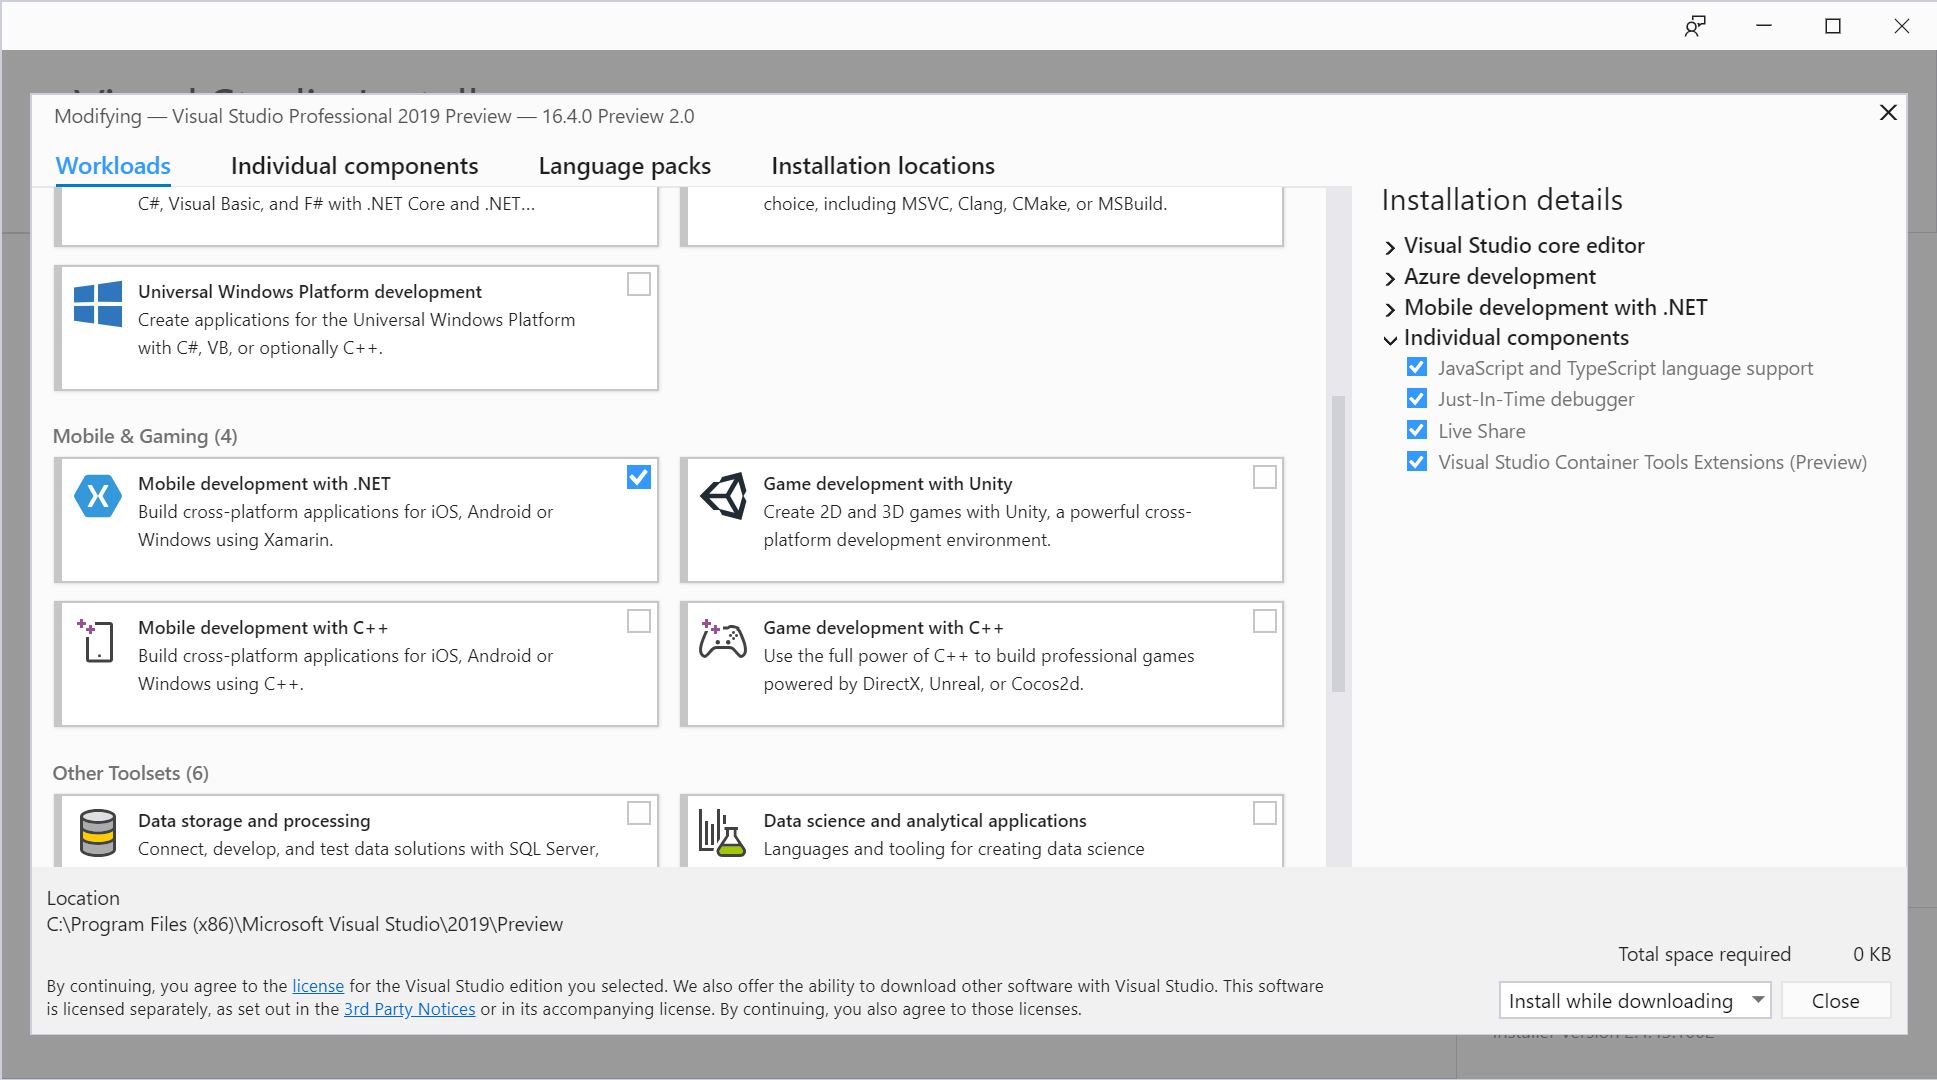 Modifying — Visual Studio Professional 2019 Preview — 16.4.0 Preview 2.0
Workloads
Individual components
Language packs
Installation locations
C#, Visual Basic, and F# with .NET Core and .NET...
choice, including MSVC, Clang, CMake, or MSBuild.
Universal Windows Platform development
Create applications for the Universal Windows Platform
with C#, VB, or optionally C++.
Mobile & Gaming (4)
Mobile development with .NET
Build cross-platform applications for iOS, Android or
Windows using Xamarin.
Game development with Unity
Create 2D and 3D games with Unity, a powerful cross-
platform development environment.
Mobile development with C++
Build cross-platform applications for iOS, Android or
Windows using C++.
Game development with C++
Use the full power of C++ to build professional games
powered by DirectX, Unreal, or Cocos2d.
Other Toolsets (6)
Data storage and processing
Connect, develop, and test data solutions with SQL Server,
Data science and analytical applications
Languages and tooling for creating data science
Installation details
Visual Studio core editor
Azure development
Mobile development with .NET
Individual components
JavaScript and TypeScript language support
Just-In-Time debugger
Live Share
Visual Studio Container Tools Extensions (Preview)
Location
C:\Program Files (x86)\Microsoft Visual Studio\2019\Preview
Total space required 0 KB
By continuing, you agree to the license for the Visual Studio edition you selected. We also offer the ability to download other software with Visual Studio. This software
is licensed separately, as set out in the 3rd Party Notices or in its accompanying license. By continuing, you also agree to those licenses.
Install while downloading
Close